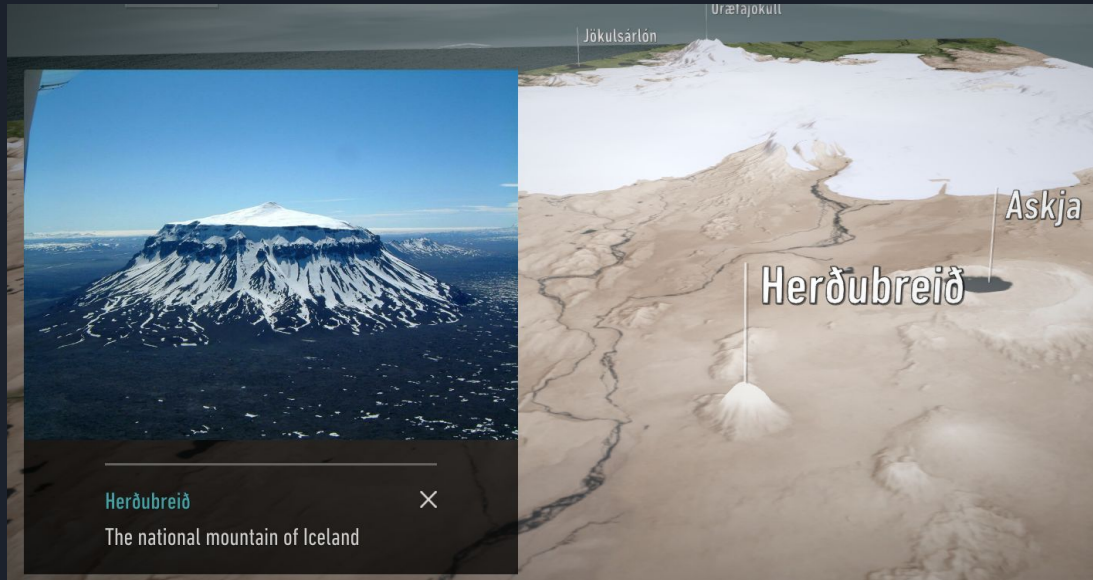 Öræfajökull
Jökulsárlón
Askja
Herðubreið
Herðubreið
The national mountain of Iceland